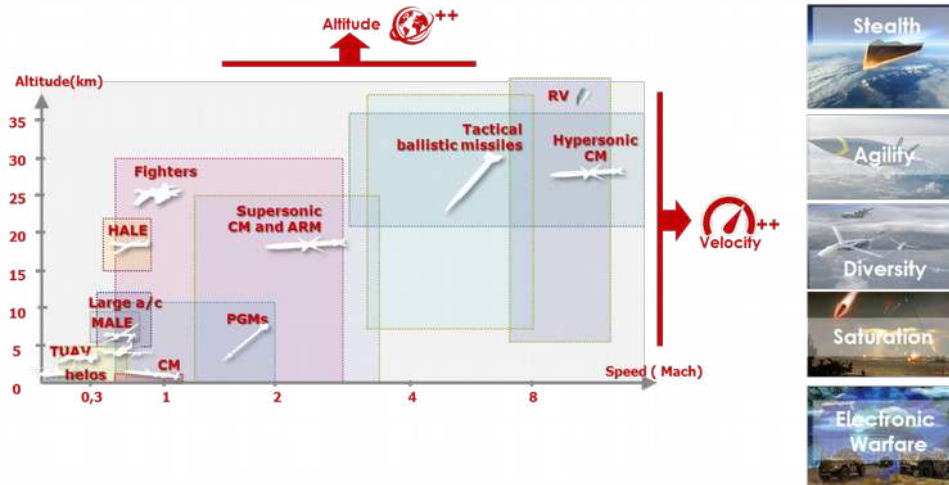 Altitude ++
Altitude(km)
35
30
25
20
15
10
5
0
0,3
1
2
4
8
Speed ( Mach)
RV
Tactical
ballistic missiles
Hypersonic
CM
Fighters
Supersonic
CM and ARM
HALE
Large a/c
MALE
PGMs
TUAV
helos
CM
++
Velocity
Stealth
Agility
Diversity
Saturation
Electronic
Warfare